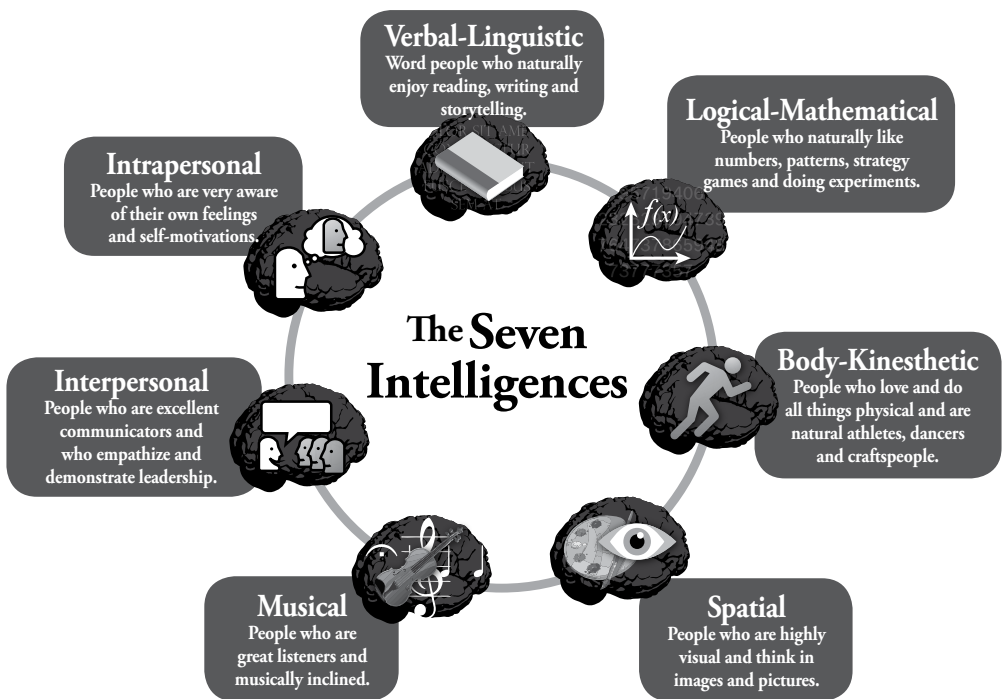 Verbal-Linguistic
Word people who naturally
enjoy reading, writing and
storytelling.
Logical-Mathematical
People who naturally like
numbers, patterns, strategy
games and doing experiments.
f(x)
Intrapersonal
People who are very aware
of their own feelings
and self-motivations.
The Seven
Intelligences
Body-Kinesthetic
People who love and do
all things physical and are
natural athletes, dancers
and craftspeople.
Interpersonal
People who are excellent
communicators and
who empathize and
demonstrate leadership.
Musical
People who are
great listeners and
musically inclined.
Spatial
People who are highly
visual and think in
images and pictures.